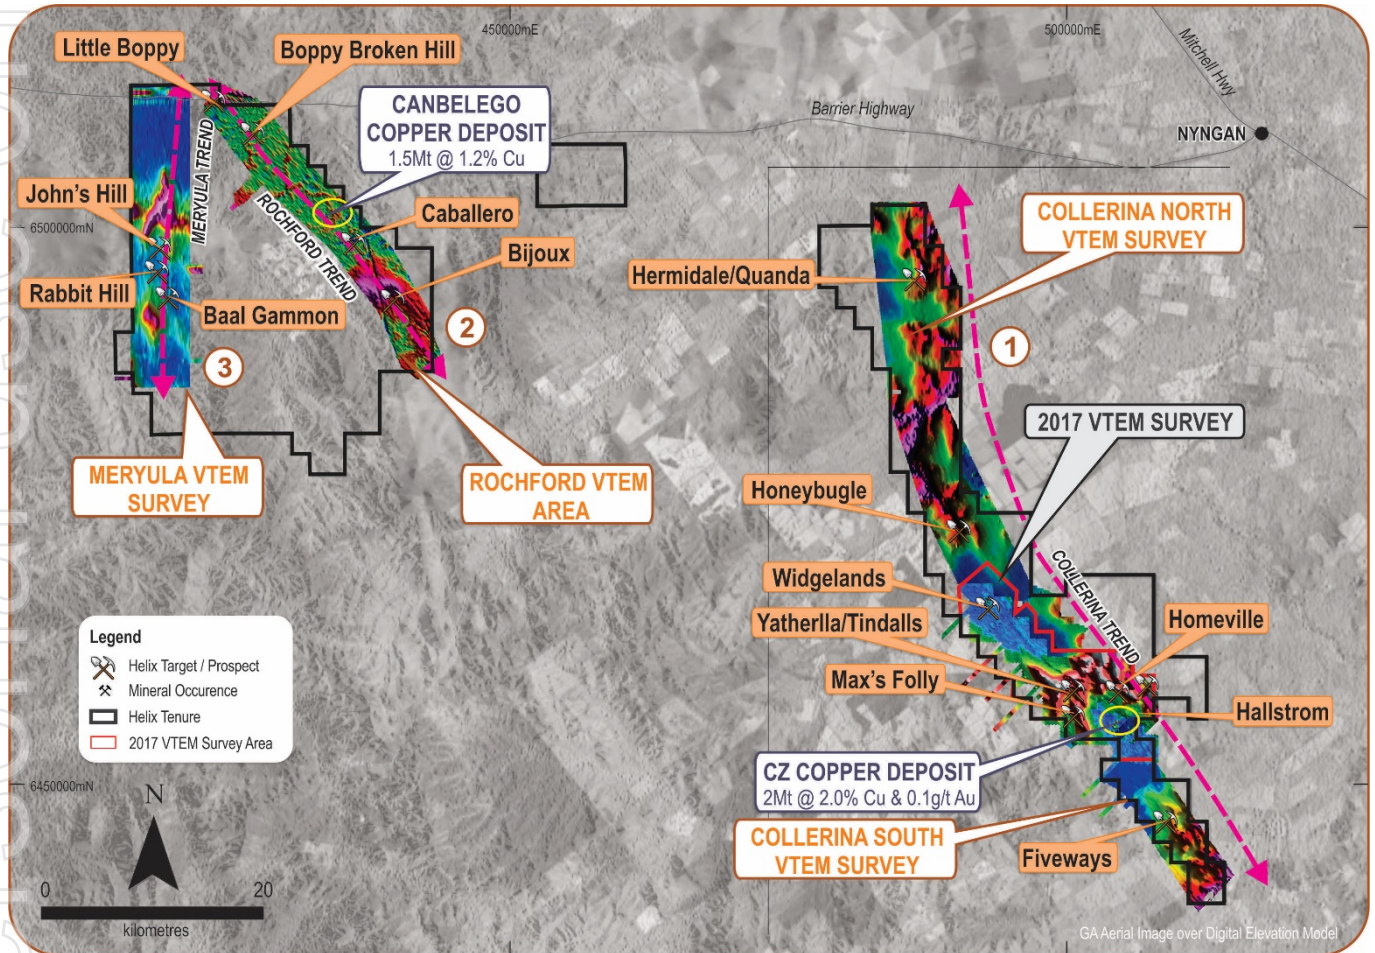 450000mE
500000mE
Little Boppy
Boppy Broken Hill
Mitchell Hwy
CANBELEGO
COPPER DEPOSIT
1.5Mt @ 1.2% Cu
Barrier Highway
NYNGAN
MERYULA TREND
John's Hill
Caballero
COLLERINA NORTH
VTEM SURVEY
6500000mN
ROCHFORD TREND
Bijoux
Hermidale/Quanda
Rabbit Hill
Baal Gammon
2
1
3
2017 VTEM SURVEY
MERYULA VTEM
SURVEY
ROCHFORD VTEM
AREA
Honeybugle
COLLERINA TREND
Widgelands
Yatherlla/Tindalls
Homeville
Max's Folly
Hallstrom
Legend
Helix Target / Prospect
Mineral Occurence
Helix Tenure
2017 VTEM Survey Area
CZ COPPER DEPOSIT
2Mt @ 2.0% Cu & 0.1g/t Au
6450000mN
N
COLLERINA SOUTH
VTEM SURVEY
Fiveways
0
20
kilometres
GA Aerial Image over Digital Elevation Model